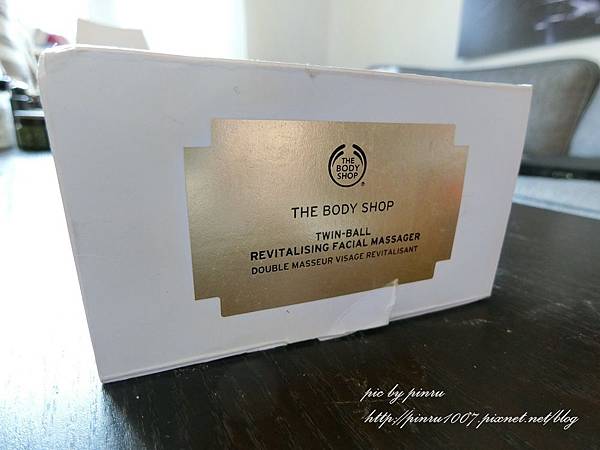 THE
BODY
SHOP
®
THE BODY SHOP
TWIN-BALL
REVITALISING FACIAL MASSAGER
DOUBLE MASSEUR VISAGE REVITALISANT
pic by pinru
http://pinru1007.pixnet.net/blog